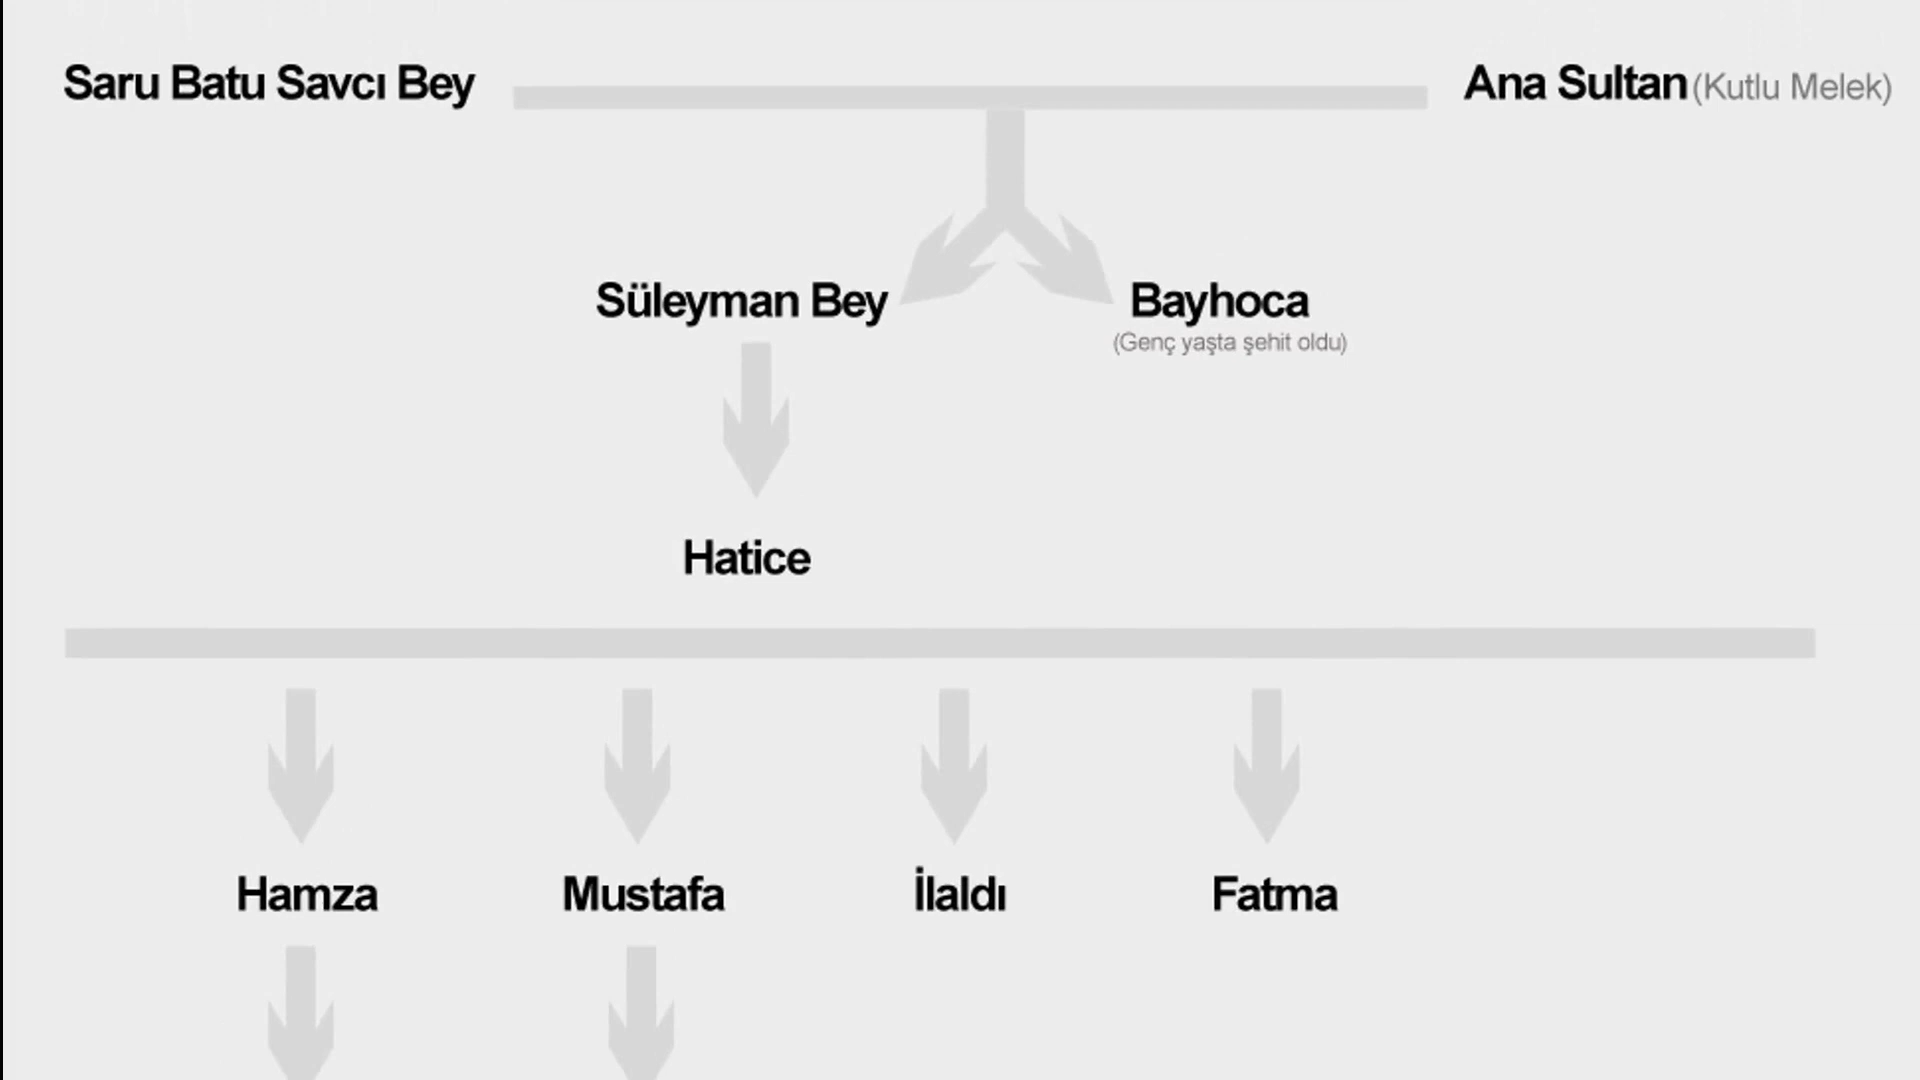 Saru Batu Savcı Bey
Ana Sultan (Kutlu Melek)
Süleyman Bey
Bayhoca
(Genç yaşta şehit oldu)
Hatice
Hamza
Mustafa
İlaldı
Fatma